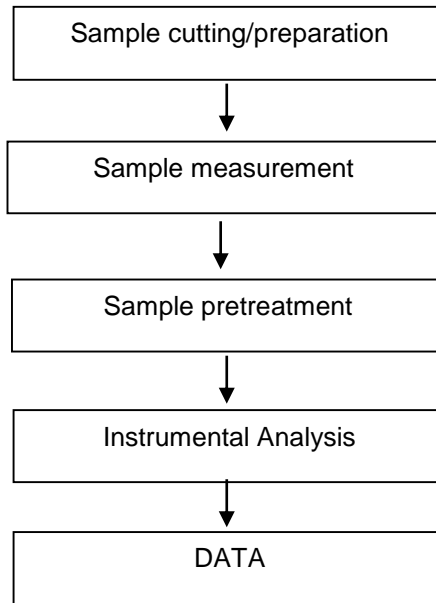 Sample cutting/preparation
Sample measurement
Sample pretreatment
Instrumental Analysis
DATA